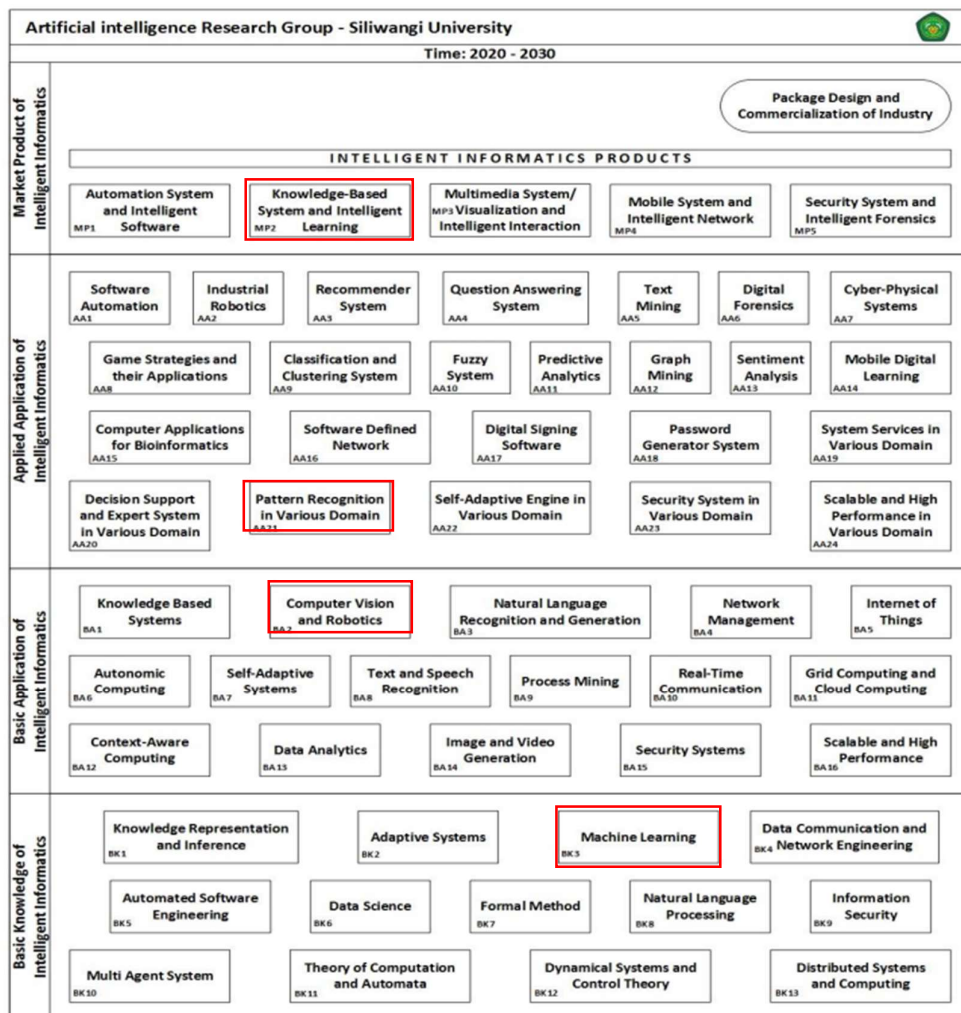 Artificial intelligence Research Group - Siliwangi University
Time: 2020 - 2030
Market Product of
Intelligent Informatics
Package Design and
Commercialization of Industry
INTELLIGENT INFORMATICS PRODUCTS
Automation System
and Intelligent
Software
MP1
Knowledge-Based
System and Intelligent
Learning
MP2
Multimedia System/
Visualization and
Intelligent Interaction
MP3
Mobile System and
Intelligent Network
MP4
Security System and
Intelligent Forensics
MP5
Applied Application of
Intelligent Informatics
Software
Automation
AA1
Industrial
Robotics
AA2
Recommender
System
AA3
Question Answering
System
AA4
Text
Mining
AA5
Digital
Forensics
AA6
Cyber-Physical
Systems
AA7
Game Strategies and
their Applications
AA8
Classification and
Clustering System
AA9
Fuzzy
System
AA10
Predictive
Analytics
AA11
Graph
Mining
AA12
Sentiment
Analysis
AA13
Mobile Digital
Learning
AA14
Computer Applications
for Bioinformatics
AA15
Software Defined
Network
AA16
Digital Signing
Software
AA17
Password
Generator System
AA18
System Services in
Various Domain
AA19
Decision Support
and Expert System
in Various Domain
AA20
Pattern Recognition
in Various Domain
AA21
Self-Adaptive Engine in
Various Domain
AA22
Security System in
Various Domain
AA23
Scalable and High
Performance in
Various Domain
AA24
Basic Application of
Intelligent Informatics
Knowledge Based
Systems
BA1
Computer Vision
and Robotics
BA2
Natural Language
Recognition and Generation
BA3
Network
Management
BA4
Internet of
Things
BA5
Autonomic
Computing
BA6
Self-Adaptive
Systems
BA7
Text and Speech
Recognition
BA8
Process Mining
BA9
Real-Time
Communication
BA10
Grid Computing and
Cloud Computing
BA11
Context-Aware
Computing
BA12
Data Analytics
BA13
Image and Video
Generation
BA14
Security Systems
BA15
Scalable and High
Performance
BA16
Basic Knowledge of
Intelligent Informatics
Knowledge Representation
and Inference
BK1
Adaptive Systems
BK2
Machine Learning
BK3
Data Communication and
Network Engineering
BK4
Automated Software
Engineering
BK5
Data Science
BK6
Formal Method
BK7
Natural Language
Processing
BK8
Information
Security
BK9
Multi Agent System
BK10
Theory of Computation
and Automata
BK11
Dynamical Systems and
Control Theory
BK12
Distributed Systems
and Computing
BK13